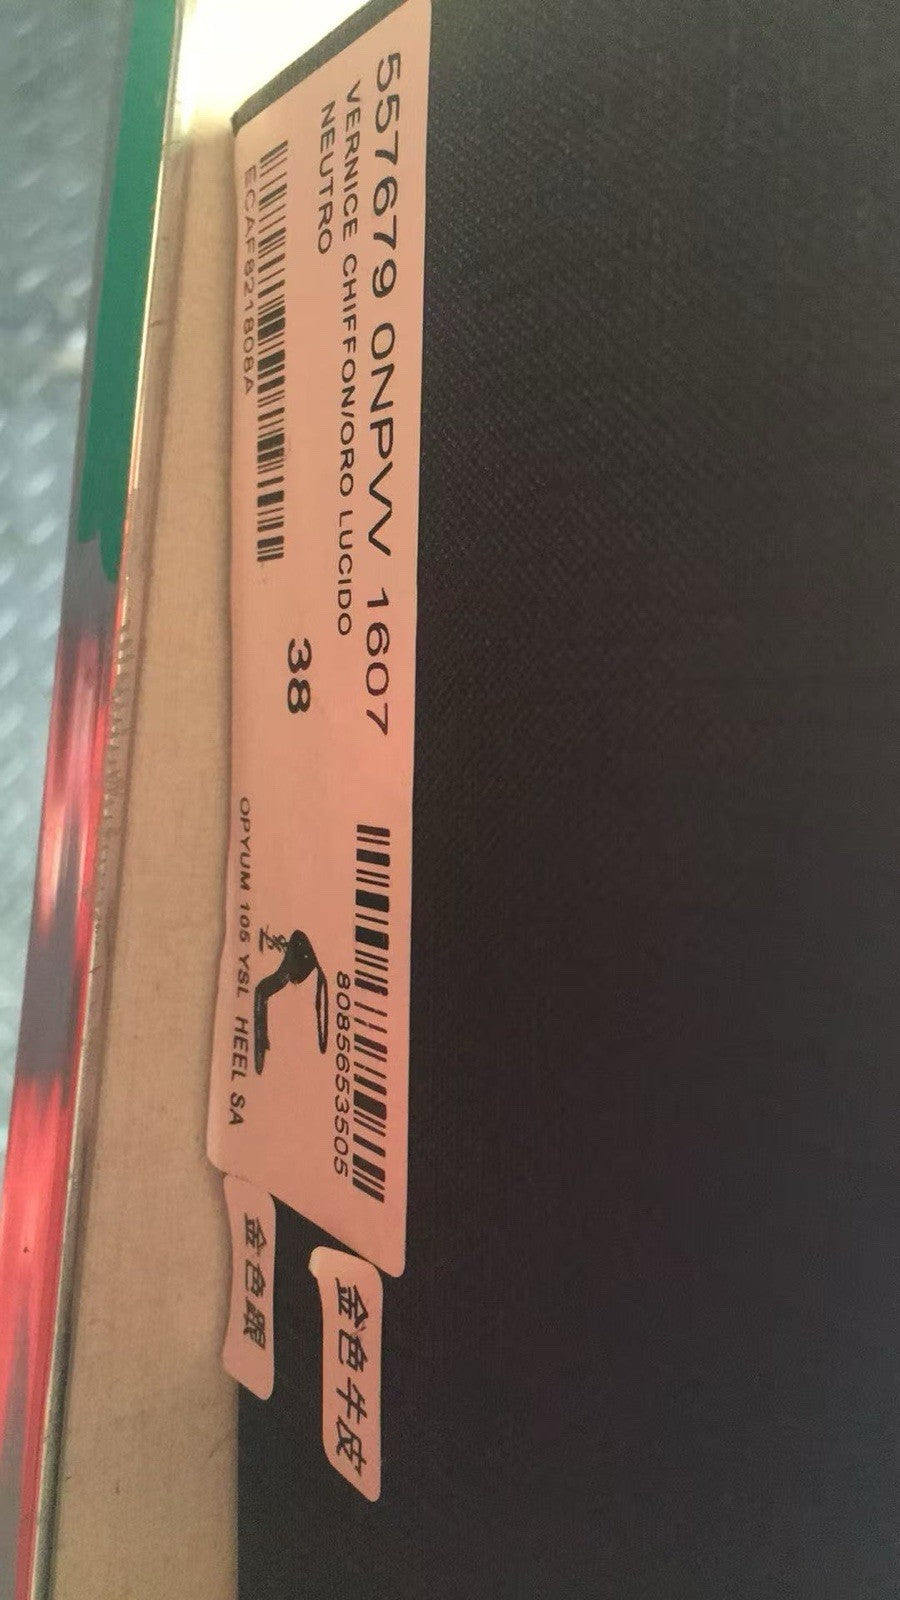 557679 0NPVV 1607
VERNICE CHIFFON/ORO LUCIDO
NEUTRO
38
ECAF821808A
8085653505
OPYUM 105 YSL HEEL SA
金色牛皮
金色跟